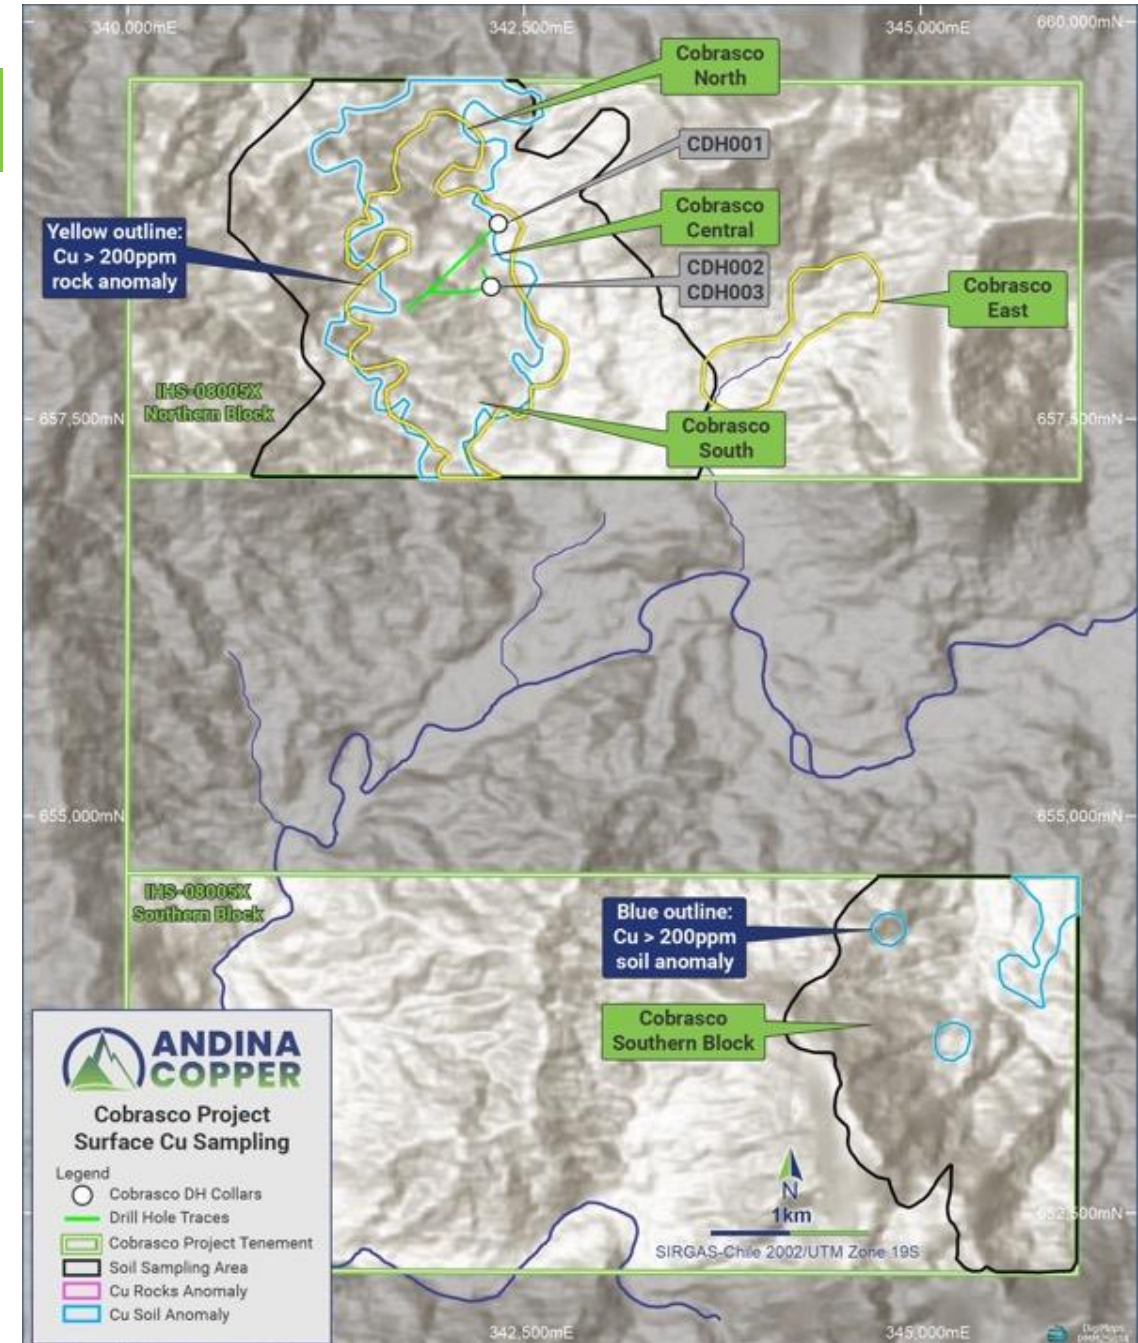 340,000mE
342,500mE
345,000mE
660,000mN
Cobrasco
North
CDH001
Cobrasco
Central
CDH002
CDH003
Yellow outline:
Cu > 200ppm
rock anomaly
Cobrasco
East
IHS-08005X
Northern Block
657,500mN
657,500mN
Cobrasco
South
655,000mN
655,000mN
IHS-08005X
Southern Block
Blue outline:
Cu > 200ppm
soil anomaly
Cobrasco
Southern Block
ANDINA
COPPER
Cobrasco Project
Surface Cu Sampling
Legend
Cobrasco DH Collars
Drill Hole Traces
Cobrasco Project Tenement
Soil Sampling Area
Cu Rocks Anomaly
Cu Soil Anomaly
N
1km
SIRGAS-Chile 2002/UTM Zone 19S
652,500mN
342,500mE
345,000mE
DigiMaps